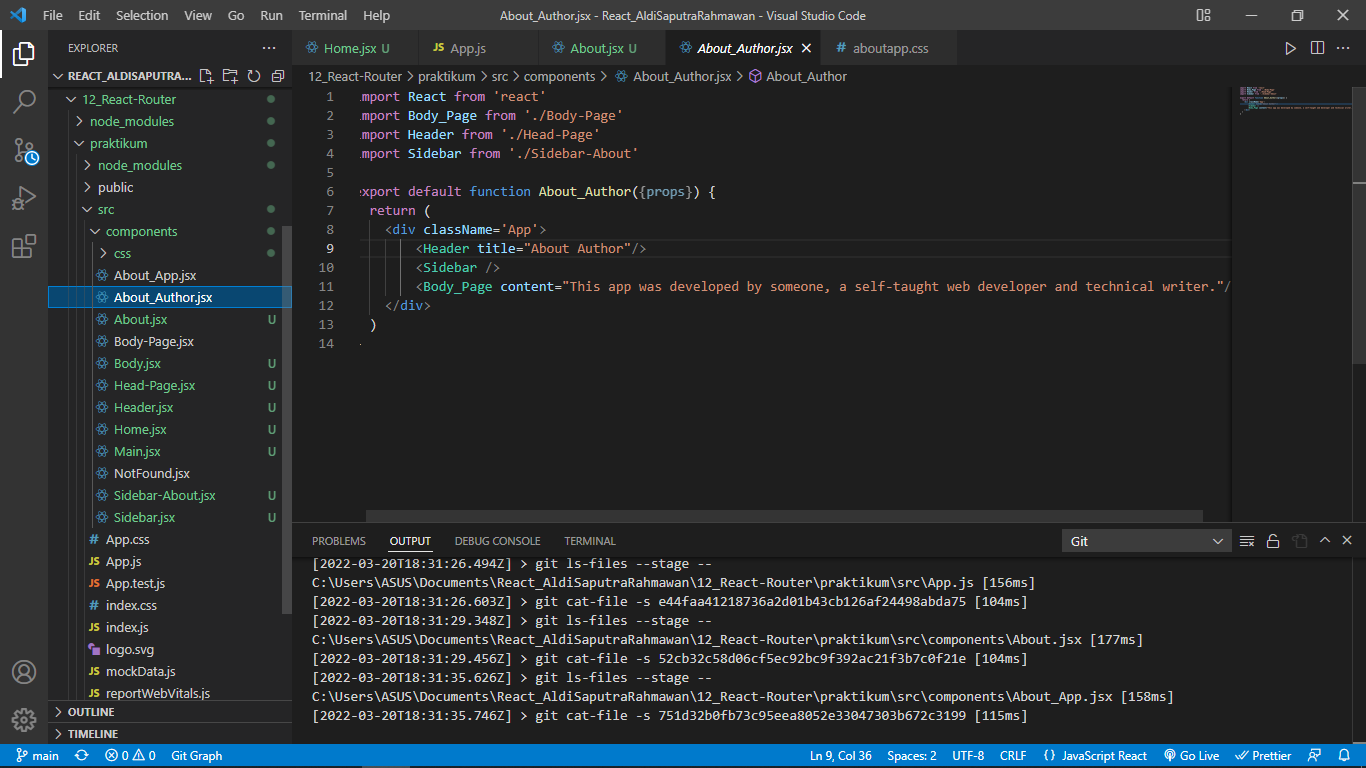 File Edit Selection View Go Run Terminal Help About_Author.jsx - React_AldiSaputraRahmawan - Visual Studio Code
EXPLORER
Home.jsx U
App.js
About.jsx U
About_Author.jsx
aboutapp.css
REACT_ALDISAPUTRA...
12_React-Router > praktikum > src > components > About_Author.jsx > About_Author
12_React-Router
node_modules
praktikum
node_modules
public
src
components
css
About_App.jsx
About_Author.jsx
About.jsx U
Body-Page.jsx
Body.jsx U
Head-Page.jsx U
Header.jsx U
Home.jsx U
Main.jsx U
NotFound.jsx
Sidebar-About.jsx U
Sidebar.jsx U
App.css
App.js
App.test.js
index.css
index.js
logo.svg
mockData.js
reportWebVitals.js
OUTLINE
TIMELINE
1 mport React from 'react'
2 mport Body_Page from './Body-Page'
3 mport Header from './Head-Page'
4 mport Sidebar from './Sidebar-About'
5
6 export default function About_Author({props}) {
7 return (
8 <div className='App'>
9 <Header title="About Author"/>
10 <Sidebar />
11 <Body_Page content="This app was developed by someone, a self-taught web developer and technical writer."/
12 </div>
13 )
14
PROBLEMS OUTPUT DEBUG CONSOLE TERMINAL Git
[2022-03-20T18:31:26.494Z] > git ls-files --stage --
C:\Users\ASUS\Documents\React_AldiSaputraRahmawan\12_React-Router\praktikum\src\App.js [156ms]
[2022-03-20T18:31:26.603Z] > git cat-file -s e44faa41218736a2d01b43cb126af24498abda75 [104ms]
[2022-03-20T18:31:29.348Z] > git ls-files --stage --
C:\Users\ASUS\Documents\React_AldiSaputraRahmawan\12_React-Router\praktikum\src\components\About.jsx [177ms]
[2022-03-20T18:31:29.456Z] > git cat-file -s 52cb32c58d06cf5ec92bc9f392ac21f3b7c0f21e [104ms]
[2022-03-20T18:31:35.626Z] > git ls-files --stage --
C:\Users\ASUS\Documents\React_AldiSaputraRahmawan\12_React-Router\praktikum\src\components\About_App.jsx [158ms]
[2022-03-20T18:31:35.746Z] > git cat-file -s 751d32b0fb73c95eea8052e33047303b672c3199 [115ms]
main 0 0 Git Graph Ln 9, Col 36 Spaces: 2 UTF-8 CRLF {} JavaScript React Go Live Prettier